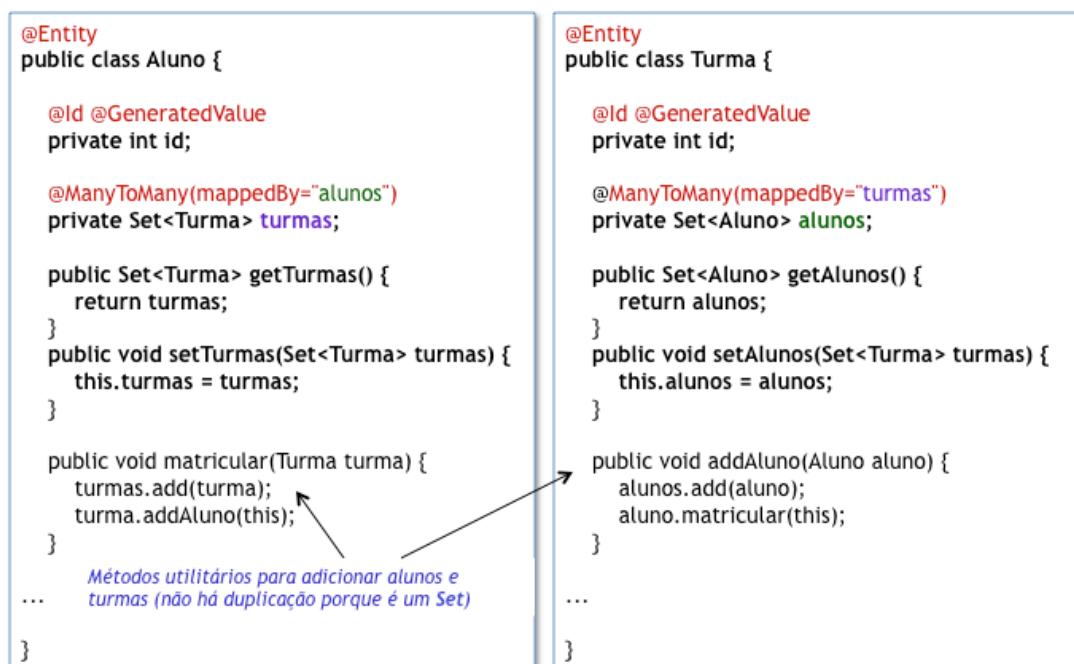 @Entity
public class Aluno {
@Id @GeneratedValue
private int id;
@ManyToMany(mappedBy="alunos")
private Set<Turma> turmas;
public Set<Turma> getTurmas() {
return turmas;
}
public void setTurmas(Set<Turma> turmas) {
this.turmas = turmas;
}
public void matricular(Turma turma) {
turmas.add(turma);
turma.addAluno(this);
}
Métodos utilitários para adicionar alunos e
turmas (não há duplicação porque é um Set)
...
}
@Entity
public class Turma {
@Id @GeneratedValue
private int id;
@ManyToMany(mappedBy="turmas")
private Set<Aluno> alunos;
public Set<Aluno> getAlunos() {
return alunos;
}
public void setAlunos(Set<Turma> turmas) {
this.alunos = alunos;
}
public void addAluno(Aluno aluno) {
alunos.add(aluno);
aluno.matricular(this);
}
...
}